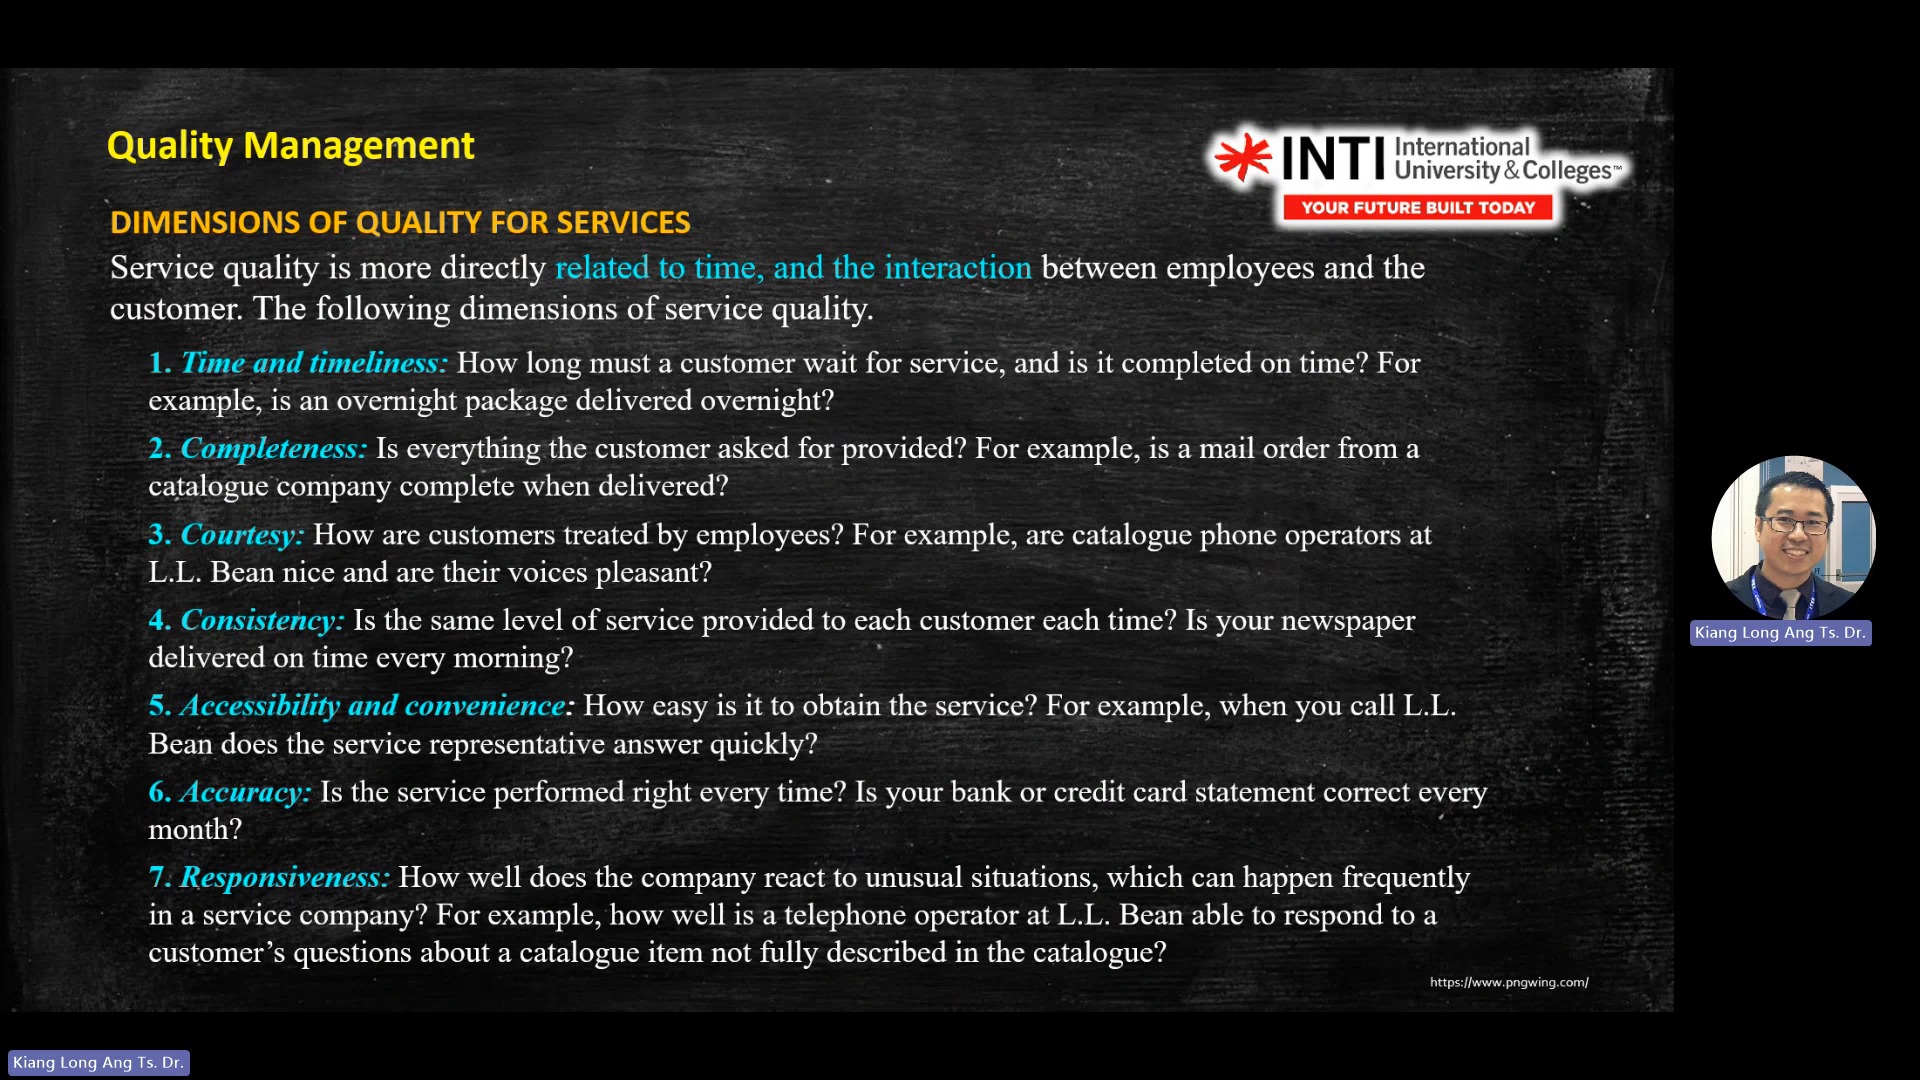 Quality Management
INTI International
University & Colleges™
YOUR FUTURE BUILT TODAY
DIMENSIONS OF QUALITY FOR SERVICES
Service quality is more directly related to time, and the interaction between employees and the
customer. The following dimensions of service quality.
1. Time and timeliness: How long must a customer wait for service, and is it completed on time? For
example, is an overnight package delivered overnight?
2. Completeness: Is everything the customer asked for provided? For example, is a mail order from a
catalogue company complete when delivered?
3. Courtesy: How are customers treated by employees? For example, are catalogue phone operators at
L.L. Bean nice and are their voices pleasant?
4. Consistency: Is the same level of service provided to each customer each time? Is your newspaper
delivered on time every morning?
5. Accessibility and convenience: How easy is it to obtain the service? For example, when you call L.L.
Bean does the service representative answer quickly?
6. Accuracy: Is the service performed right every time? Is your bank or credit card statement correct every
month?
7. Responsiveness: How well does the company react to unusual situations, which can happen frequently
in a service company? For example, how well is a telephone operator at L.L. Bean able to respond to a
customer’s questions about a catalogue item not fully described in the catalogue?
https://www.pngwing.com/
Kiang Long Ang Ts. Dr.
Kiang Long Ang Ts. Dr.